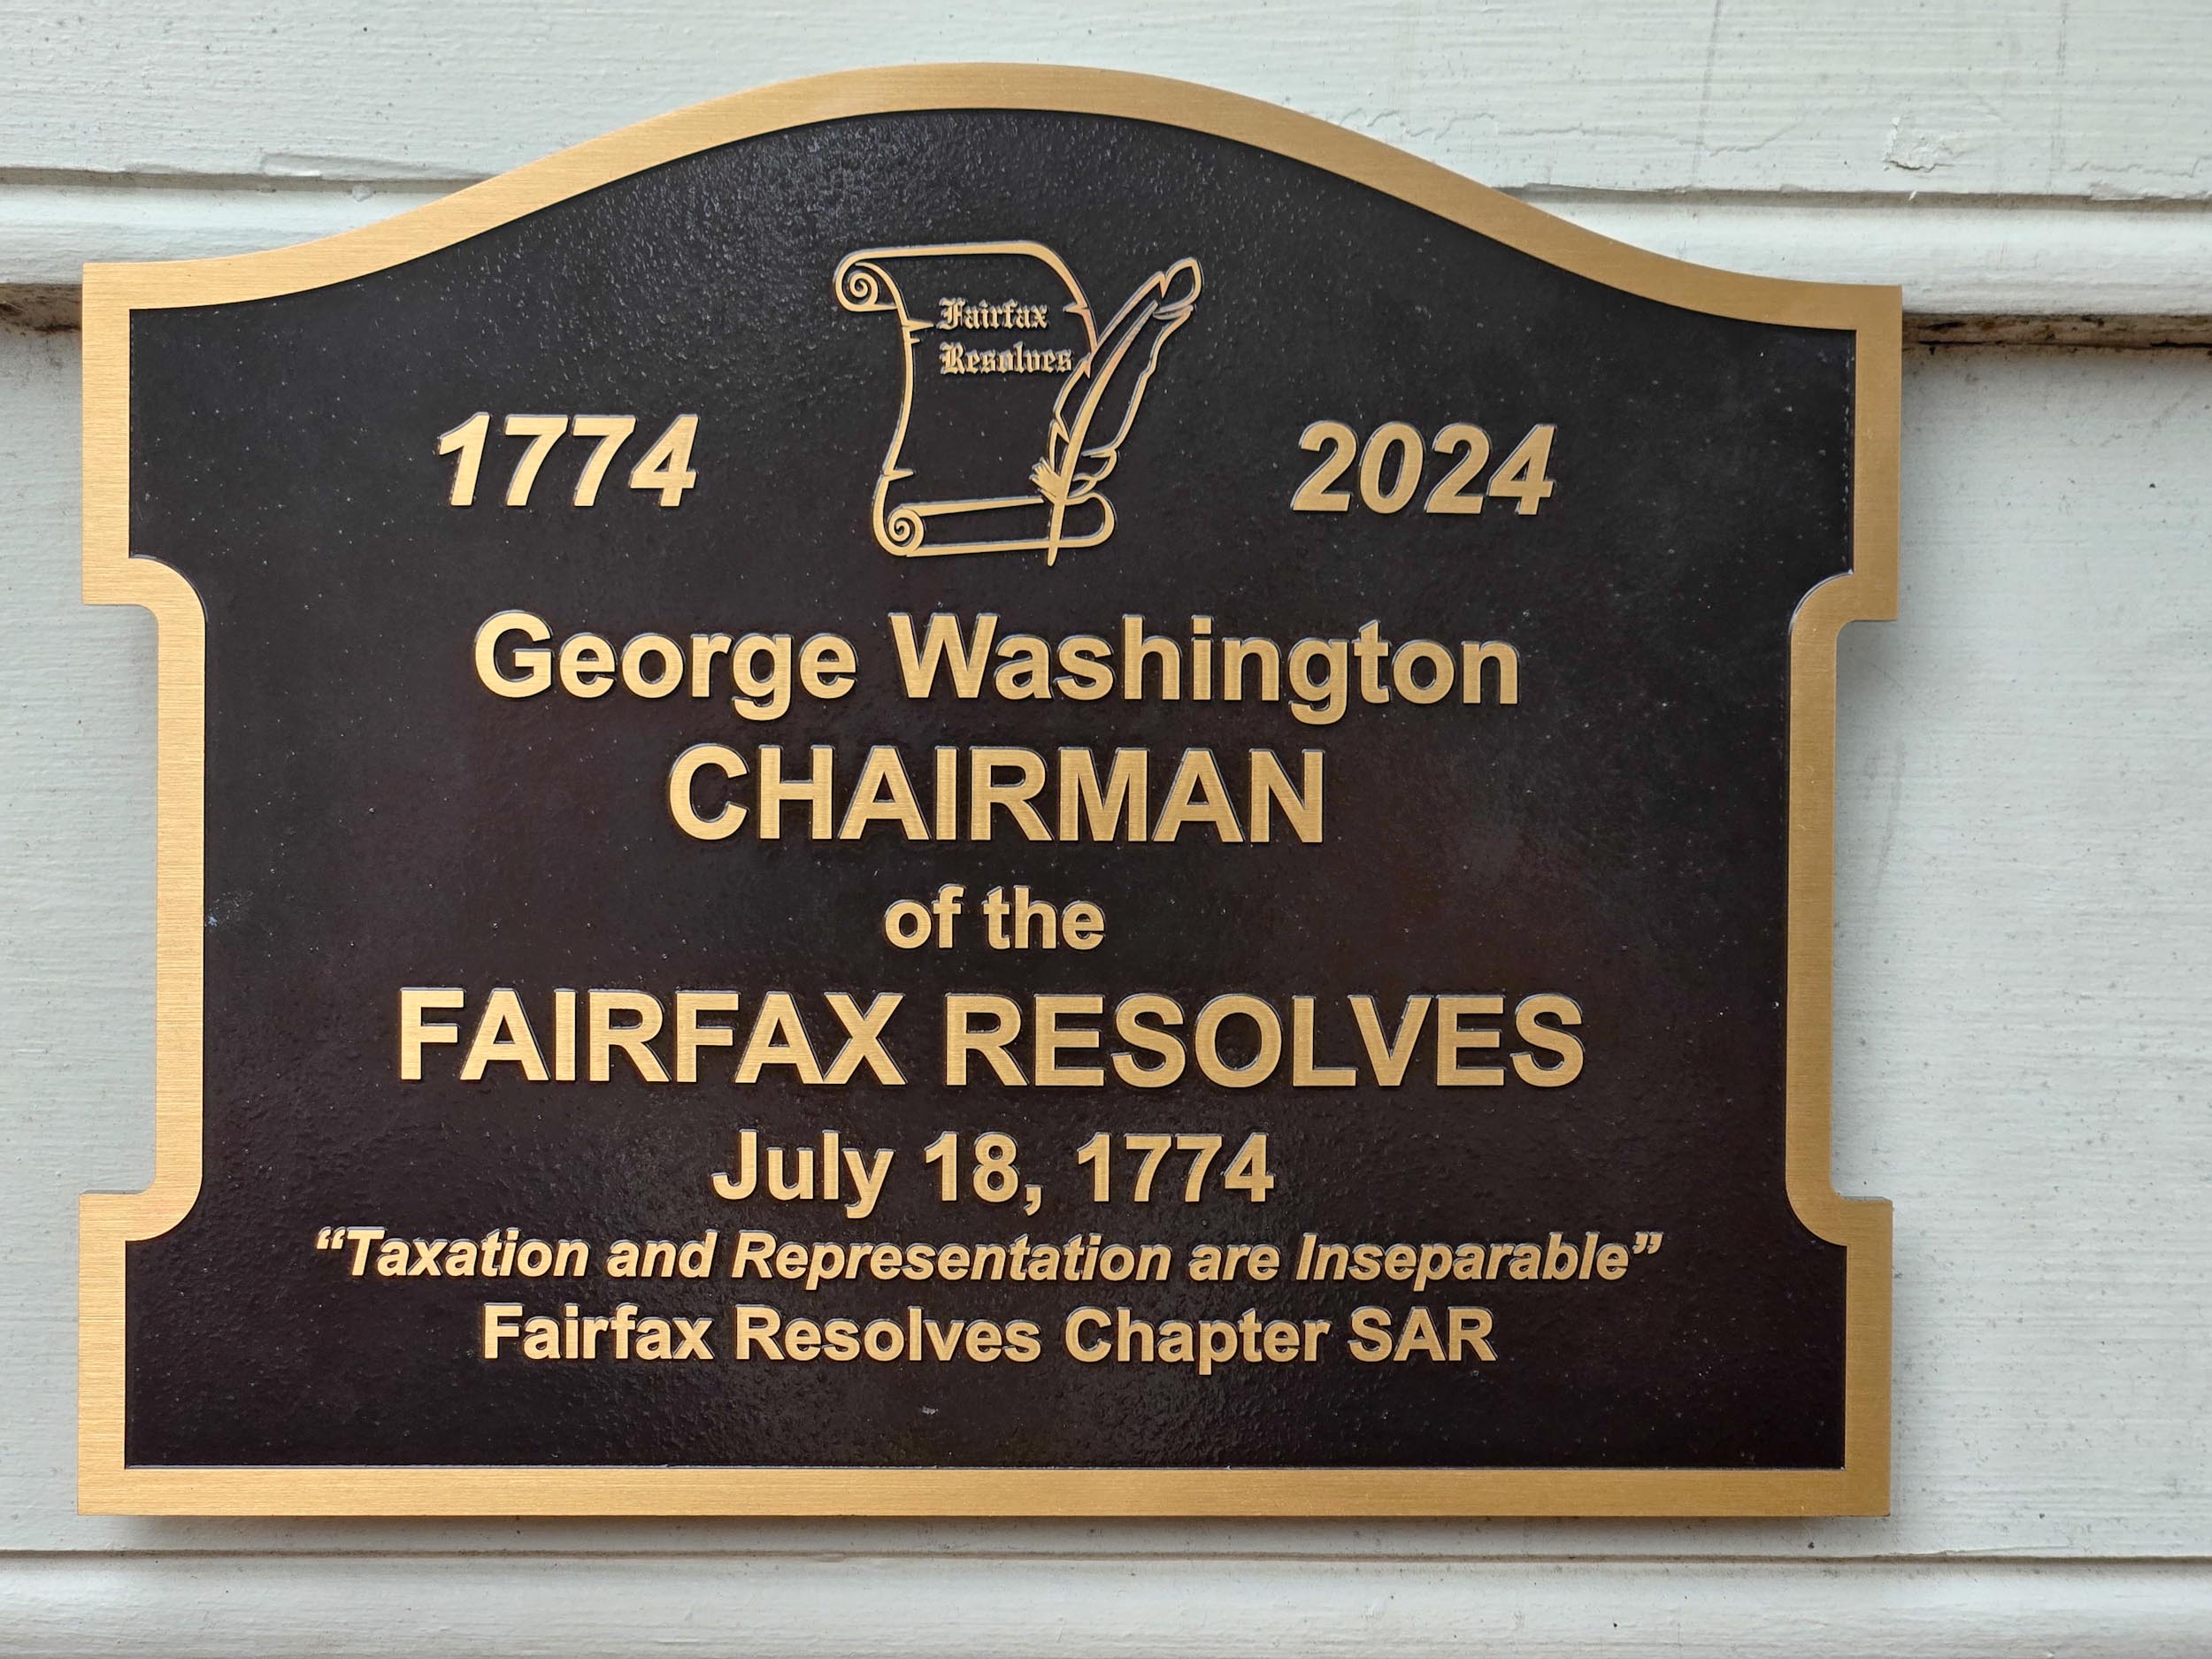 Fairfax
Resolves
1774
2024
George Washington
CHAIRMAN
of the
FAIRFAX RESOLVES
July 18, 1774
“Taxation and Representation are Inseparable”
Fairfax Resolves Chapter SAR